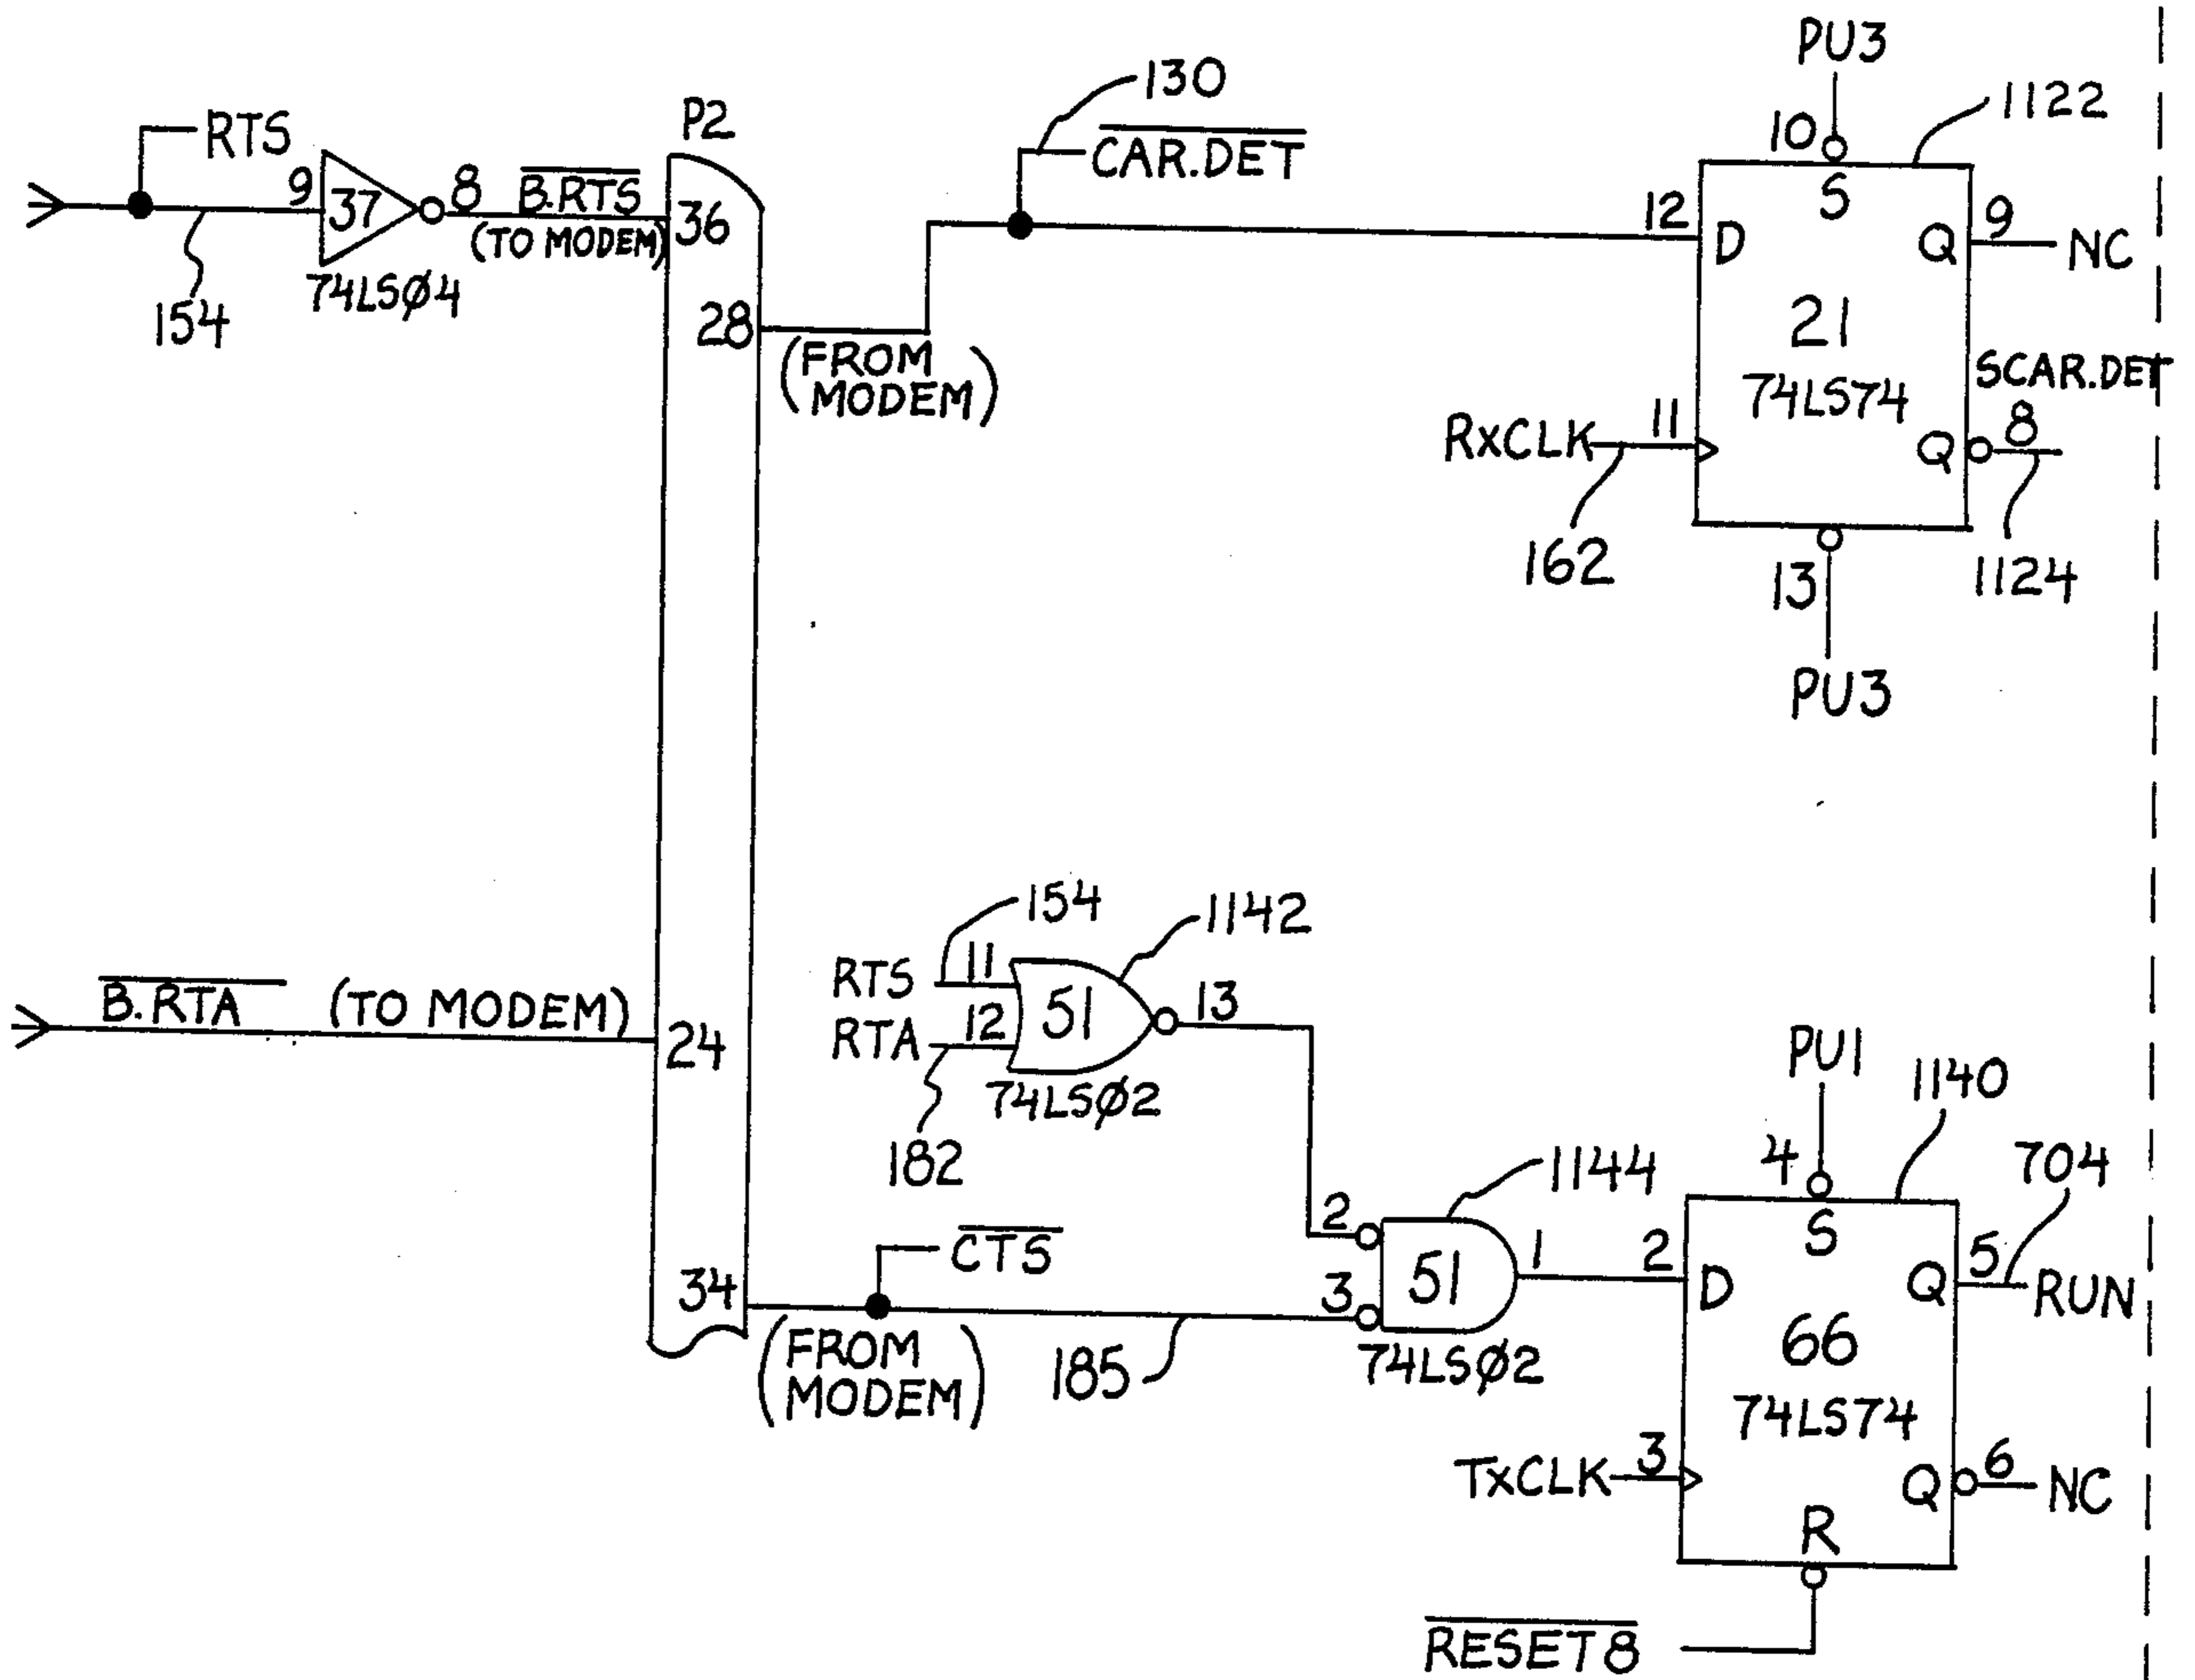 PU3
130
P2
1122
RTS
10
CAR.DET
S
9
37
8
B.RTS
36
12
D
Q
9
NC
(TO MODEM)
74LSØ4
154
28
21
(FROM
MODEM)
SCAR.DET
74LS74
RxCLK
11
Q
8
162
13
1124
PU3
154
1142
B.RTA
(TO MODEM)
RTS
11
51
13
RTA
12
24
74LSØ2
PU1
1140
182
1144
4
704
2
S
CTS
34
3
51
1
2
D
Q
5
RUN
(FROM
MODEM)
185
74LSØ2
66
74LS74
TxCLK
3
Q
6
NC
R
RESET8